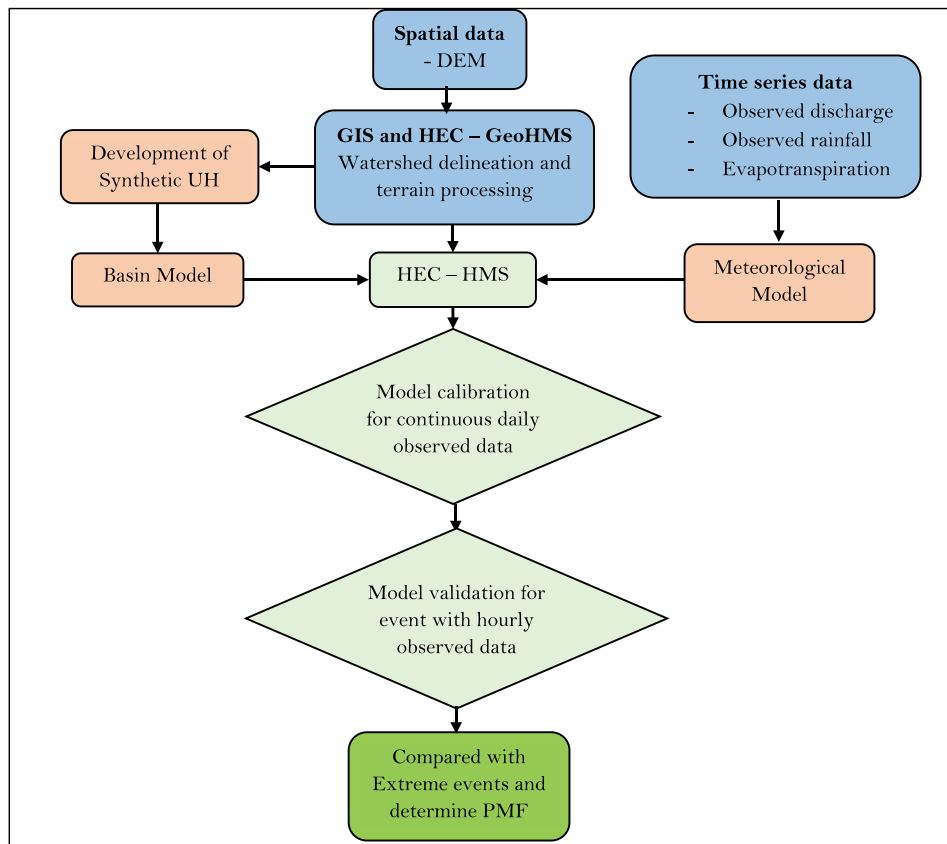 Spatial data
- DEM
Time series data
- Observed discharge
- Observed rainfall
- Evapotranspiration
GIS and HEC – GeoHMS
Watershed delineation and
terrain processing
Development of
Synthetic UH
Basin Model
HEC – HMS
Meteorological
Model
Model calibration
for continuous daily
observed data
Model validation for
event with hourly
observed data
Compared with
Extreme events and
determine PMF